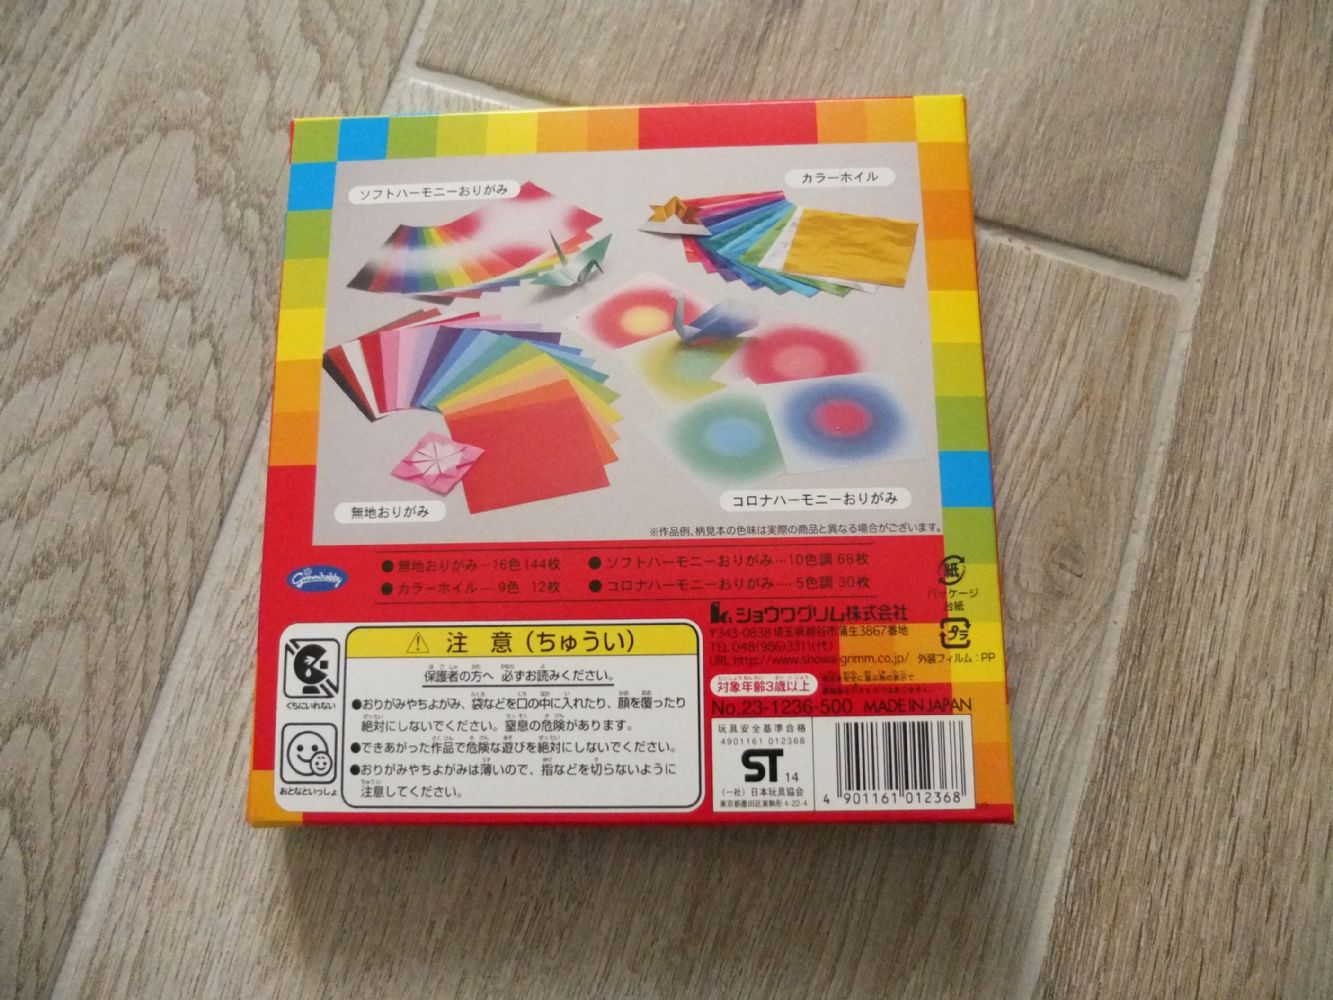 ソフトハーモニーおりがみ
カラーホイル
無地おりがみ
コロナハーモニーおりがみ
※作品例、柄見本の色味は実際の商品と異なる場合がございます。
●無地おりがみ…16色144枚
●ソフトハーモニーおりがみ…10色調 66枚
●カラーホイル…9色 12枚
●コロナハーモニーおりがみ…5色調 30枚
Grimmhobby
紙
パッケージ
台紙
ショウワグリム株式会社
〒343-0838 埼玉県越谷市蒲生3867番地
TEL 048(986)3311(代)
URL http://www.showa-grimm.co.jp/
プラ
外装フィルム:PP
対象年齢3歳以上
No.23-1236-500 MADE IN JAPAN
くちにいれない
おとなといっしょ
注意(ちゅうい)
保護者の方へ 必ずお読みください。
●おりがみやちよがみ、袋などを口の中に入れたり、顔を覆ったり
絶対にしないでください。窒息の危険があります。
●できあがった作品で危険な遊びを絶対にしないでください。
●おりがみやちよがみは薄いので、指などを切らないように
注意してください。
玩具安全基準合格
4901161 012368
ST 14
(一社)日本玩具協会
東京都墨田区東駒形 4-22-4
4 901161 012368